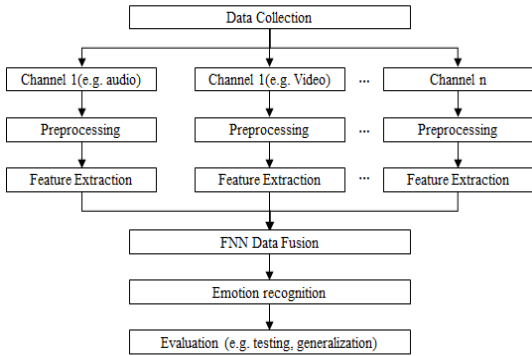 Data Collection
Channel 1(e.g. audio)
Channel 1(e.g. Video)
...
Channel n
Preprocessing
Preprocessing
...
Preprocessing
Feature Extraction
Feature Extraction
...
Feature Extraction
FNN Data Fusion
Emotion recognition
Evaluation (e.g. testing, generalization)